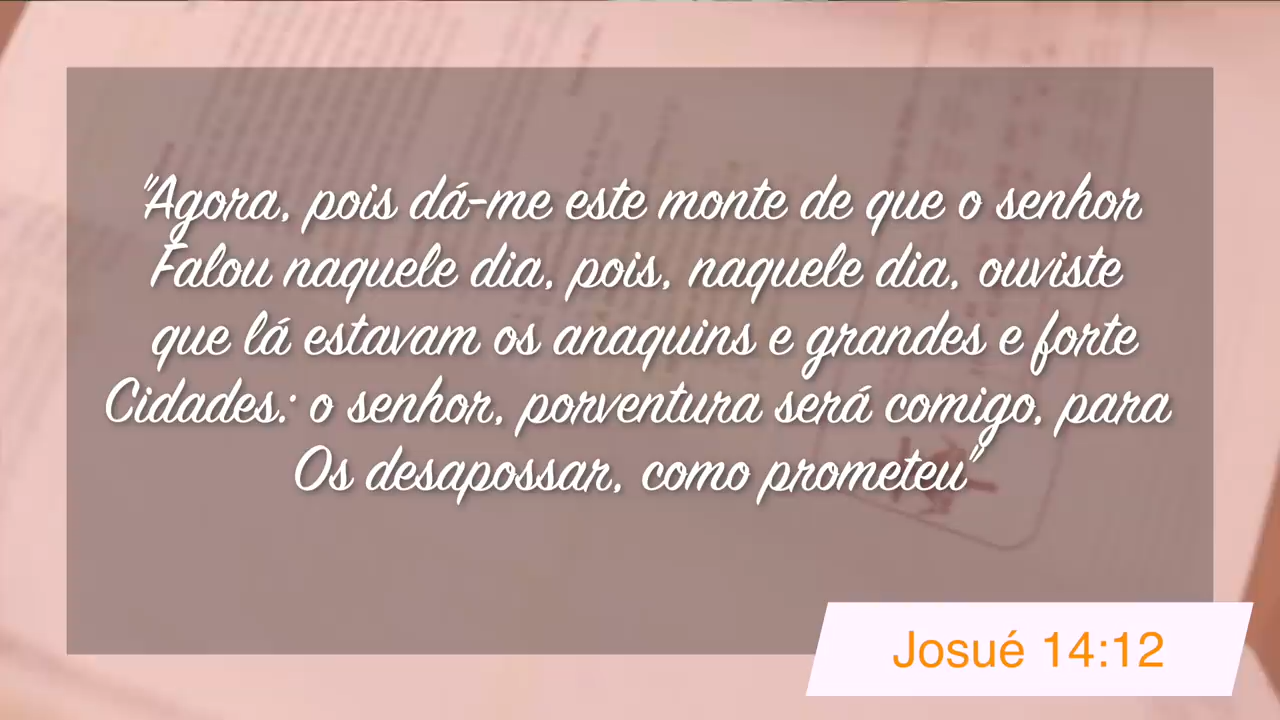 "Agora, pois dá-me este monte de que o senhor
Falou naquele dia, pois, naquele dia, ouviste
que lá estavam os anaquins e grandes e forte
Cidades.: o senhor, porventura será comigo, para
Os desapossar, como prometeu"
Josué 14:12